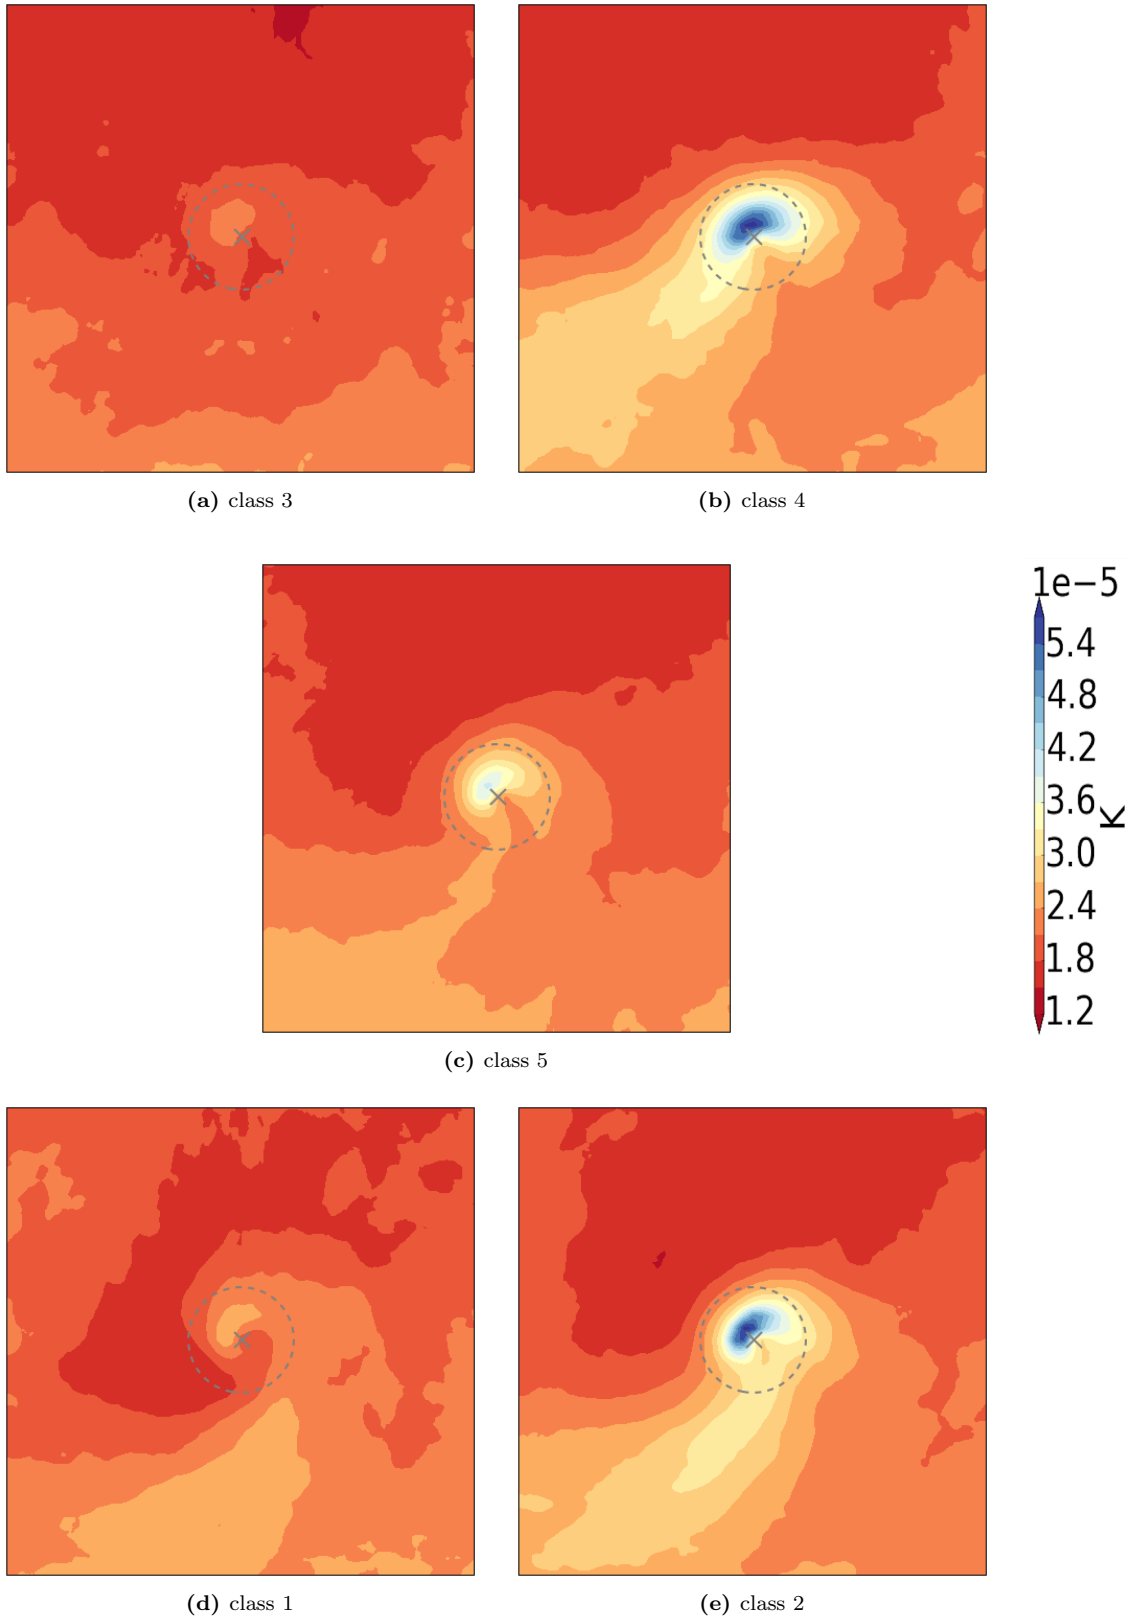 (a) class 3
(b) class 4
1e−5
5.4
4.8
4.2
3.6
3.0
2.4
1.8
1.2
K
(c) class 5
(d) class 1
(e) class 2